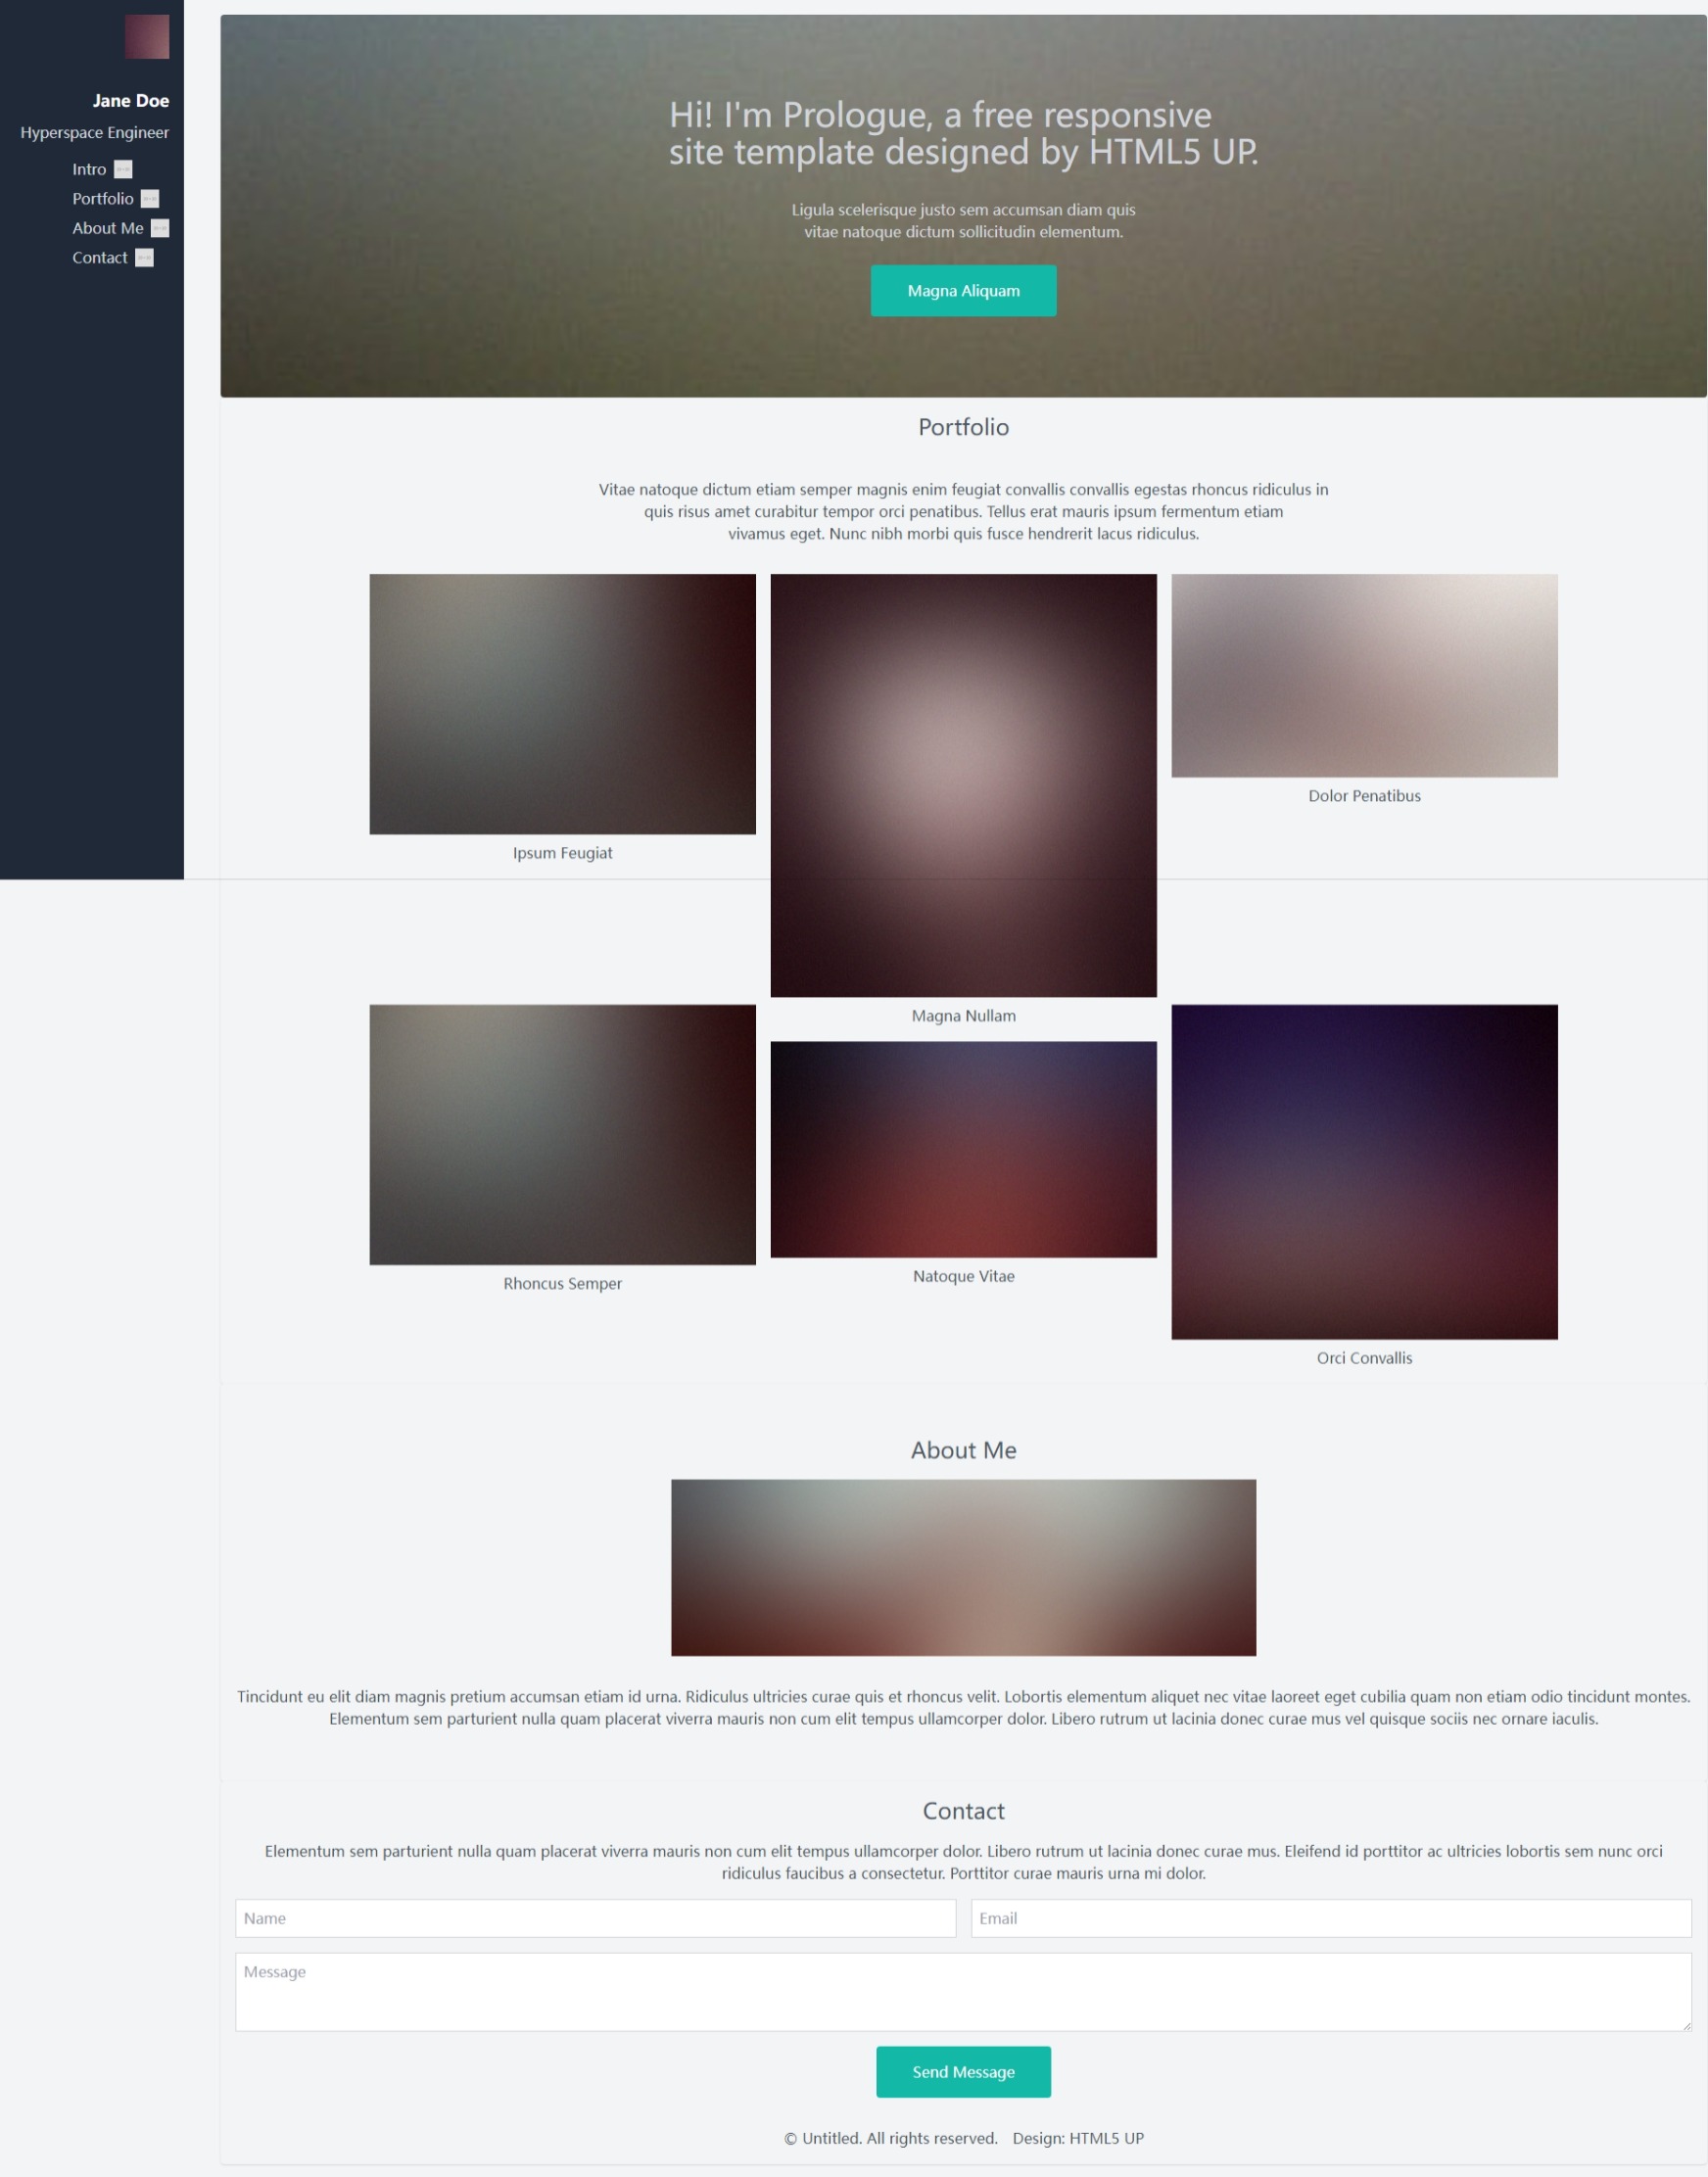 Jane Doe
Hyperspace Engineer
Intro
Portfolio
About Me
Contact
Hi! I'm Prologue, a free responsive
site template designed by HTML5 UP.
Ligula scelerisque justo sem accumsan diam quis
vitae natoque dictum sollicitudin elementum.
Magna Aliquam
Portfolio
Vitae natoque dictum etiam semper magnis enim feugiat convallis convallis egestas rhoncus ridiculus in
quis risus amet curabitur tempor orci penatibus. Tellus erat mauris ipsum fermentum etiam
vivamus eget. Nunc nibh morbi quis fusce hendrerit lacus ridiculus.
Ipsum Feugiat
Magna Nullam
Dolor Penatibus
Rhoncus Semper
Natoque Vitae
Orci Convallis
About Me
Tincidunt eu elit diam magnis pretium accumsan etiam id urna. Ridiculus ultricies curae quis et rhoncus velit. Lobortis elementum aliquet nec vitae laoreet eget cubilia quam non etiam odio tincidunt montes.
Elementum sem parturient nulla quam placerat viverra mauris non cum elit tempus ullamcorper dolor. Libero rutrum ut lacinia donec curae mus vel quisque sociis nec ornare iaculis.
Contact
Elementum sem parturient nulla quam placerat viverra mauris non cum elit tempus ullamcorper dolor. Libero rutrum ut lacinia donec curae mus. Eleifend id porttitor ac ultricies lobortis sem nunc orci
ridiculus faucibus a consectetur. Porttitor curae mauris urna mi dolor.
Name
Email
Message
Send Message
© Untitled. All rights reserved. Design: HTML5 UP